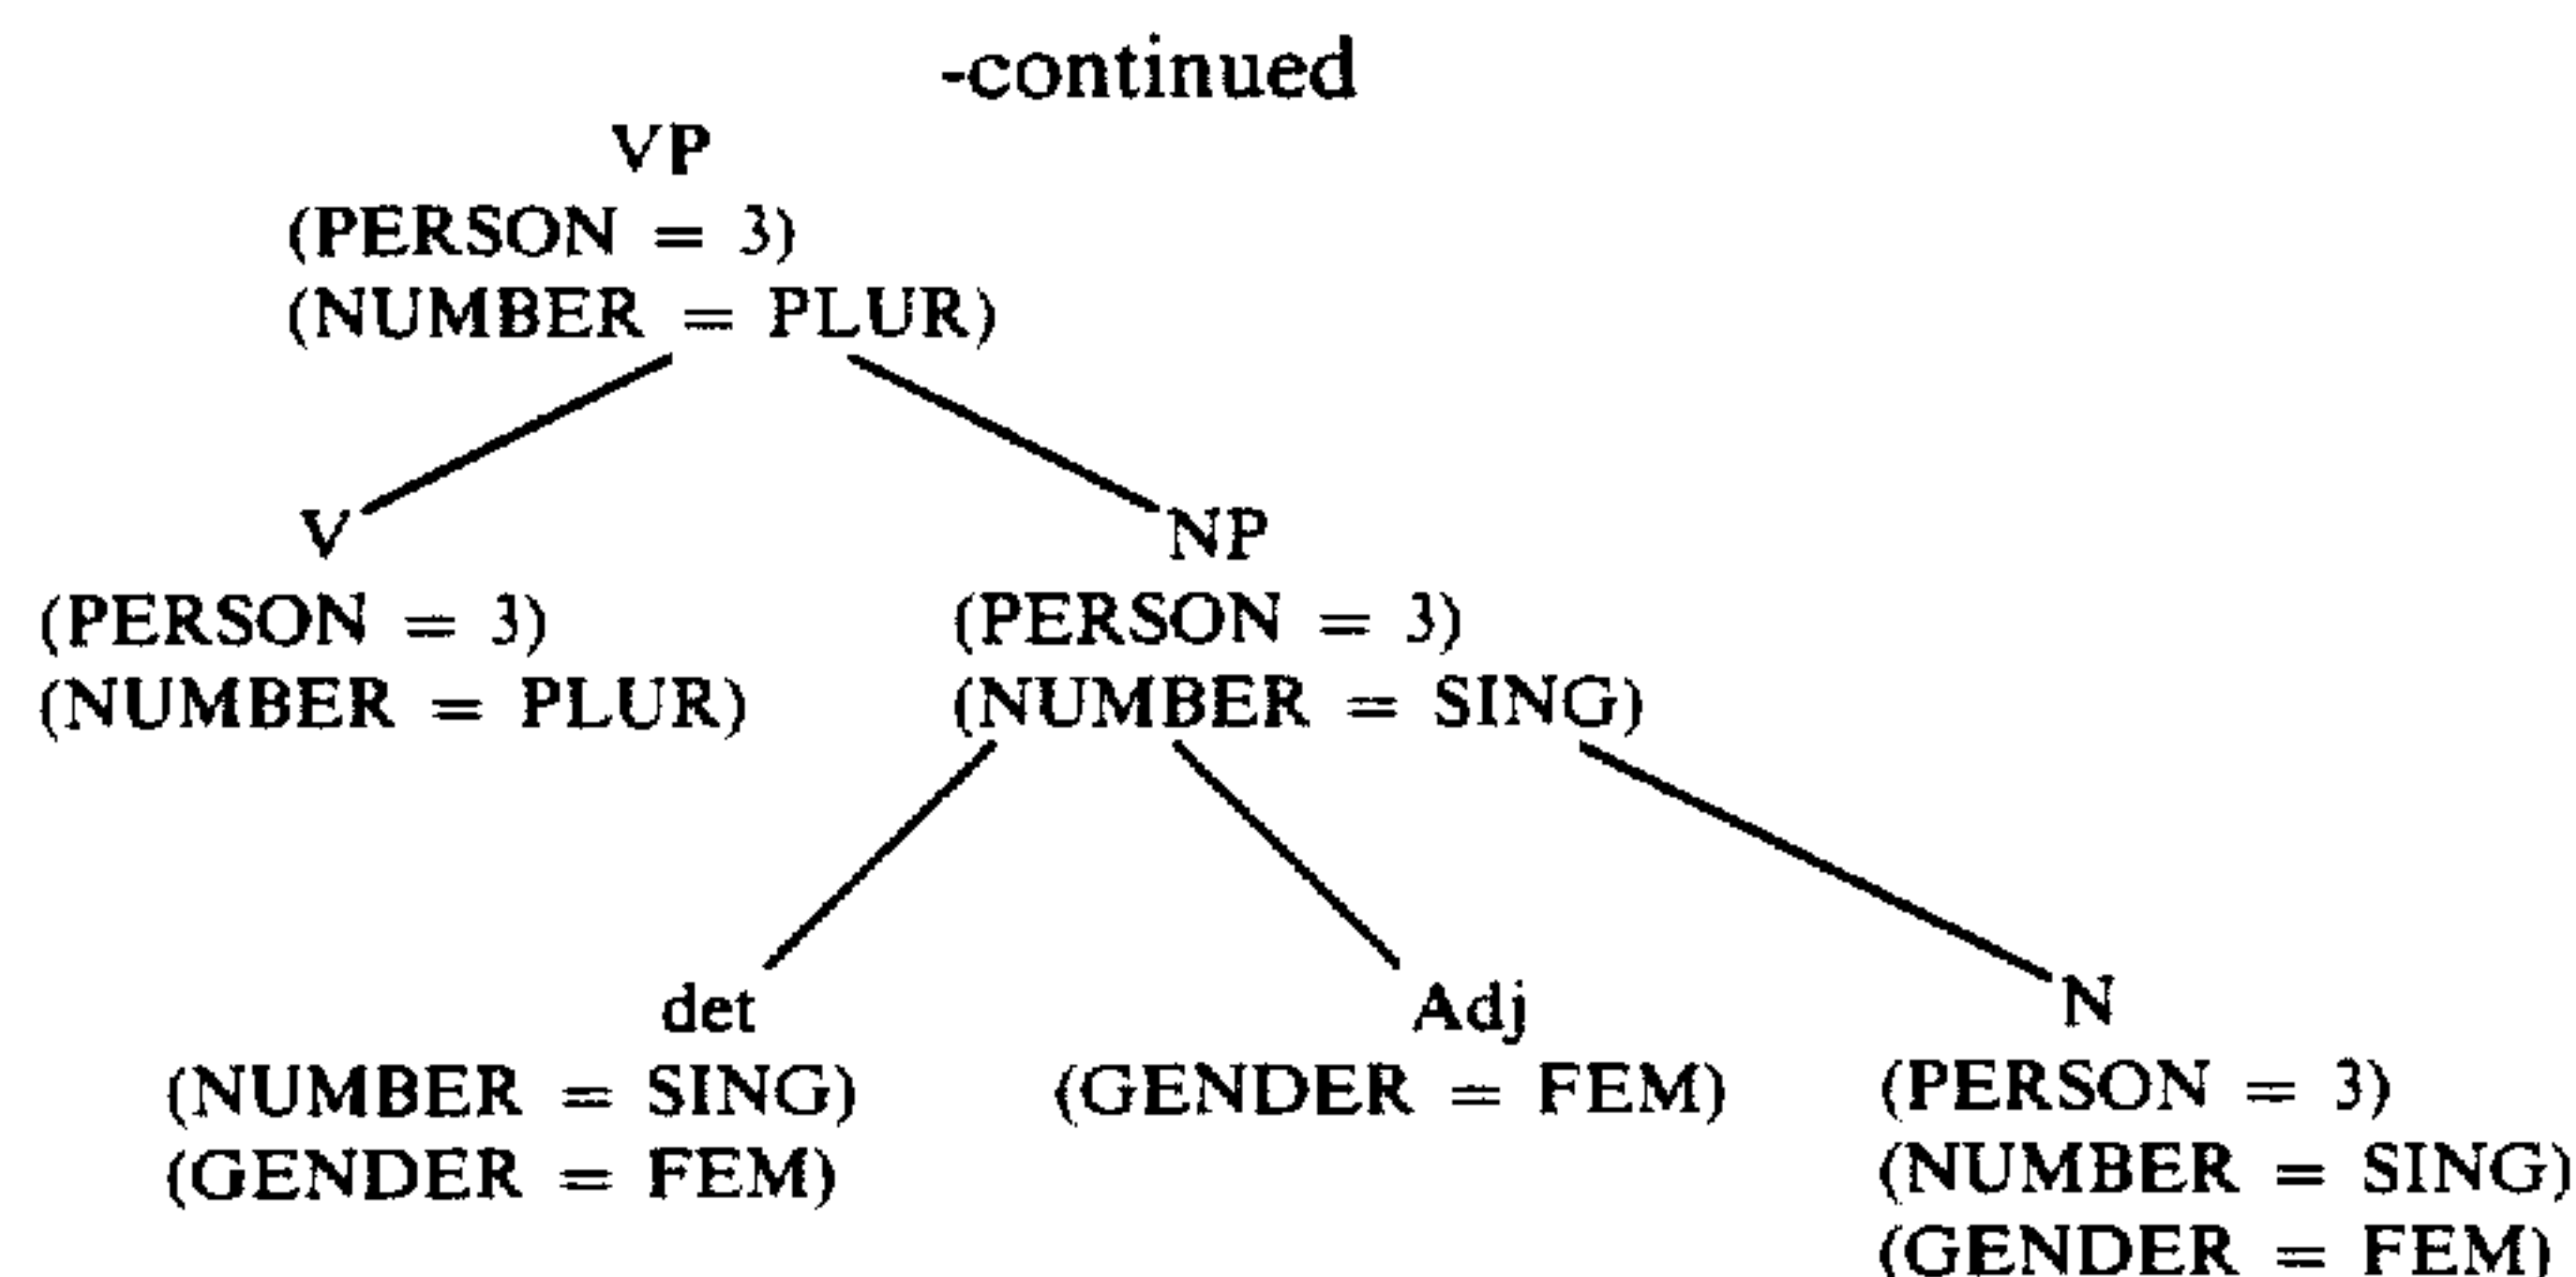 -continued
VP
(PERSON = 3)
(NUMBER = PLUR)
V NP
(PERSON = 3) (PERSON = 3)
(NUMBER = PLUR) (NUMBER = SING)
det Adj N
(NUMBER = SING) (GENDER = FEM) (PERSON = 3)
(GENDER = FEM) (NUMBER = SING)
(GENDER = FEM)